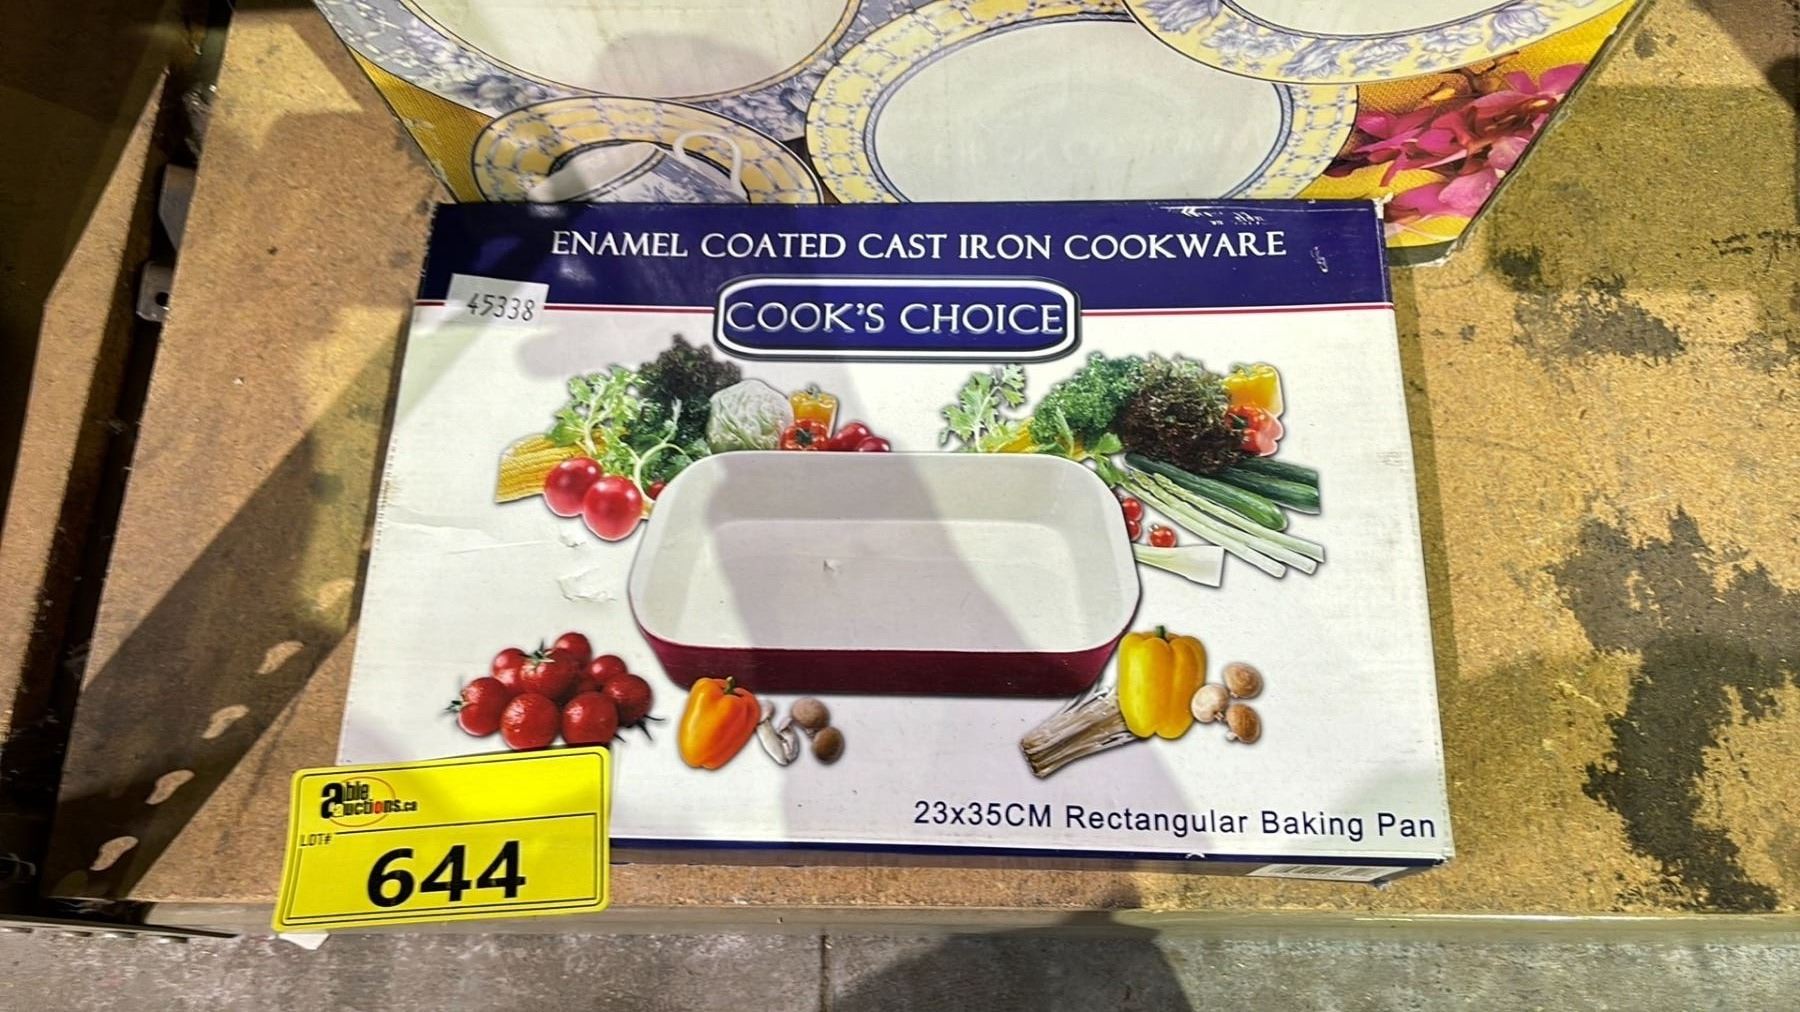 ENAMEL COATED CAST IRON COOKWARE
45338
COOK'S CHOICE
23x35CM Rectangular Baking Pan
able
auctions.ca
LOT#
644